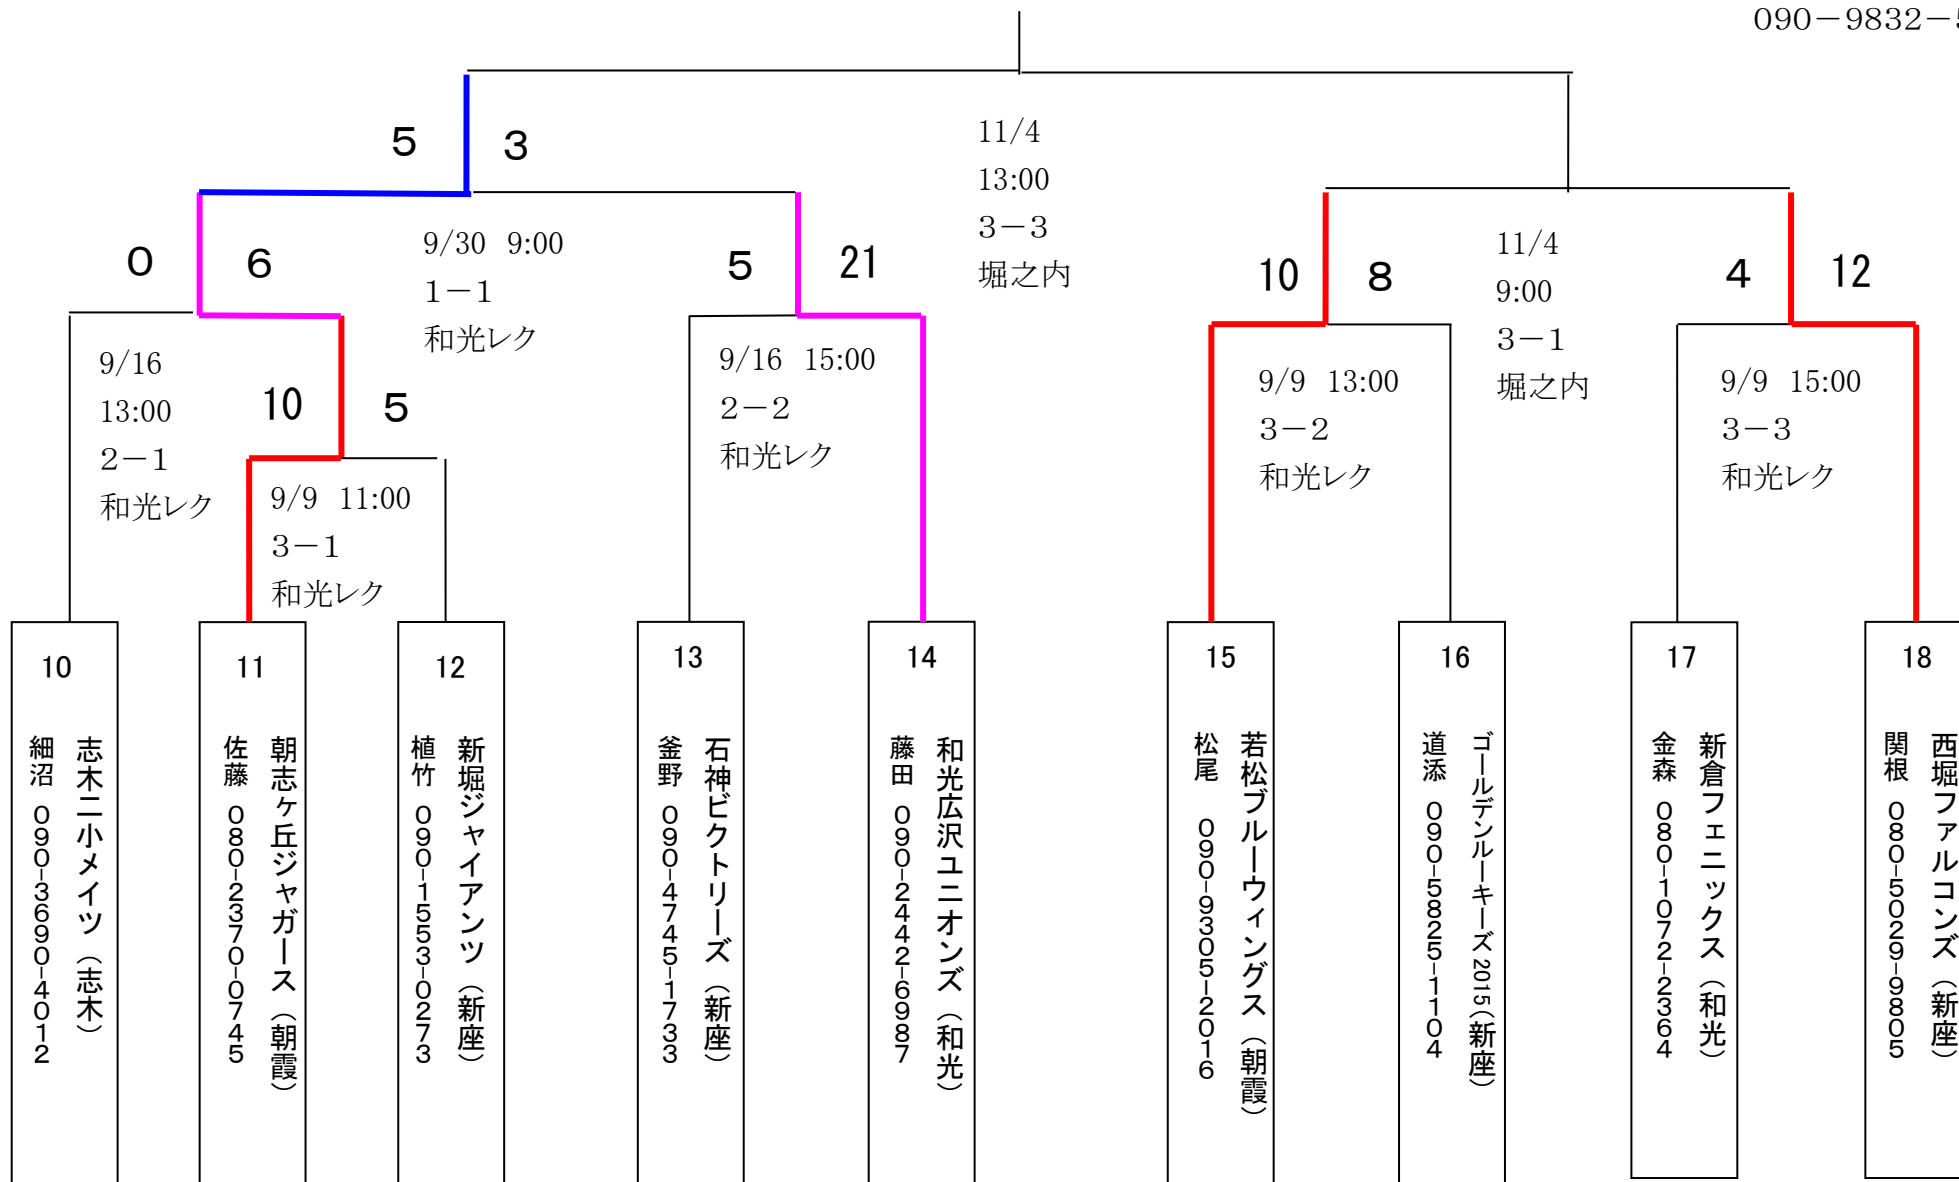 090－9832－5
5 3
11/4
13:00
3－3
堀之内
0 6
9/30 9:00
1－1
和光レク
5 21
10 8
11/4
9:00
3－1
堀之内
4 12
9/16
13:00
2－1
和光レク
10 5
9/16 15:00
2－2
和光レク
9/9 13:00
3－2
和光レク
9/9 15:00
3－3
和光レク
9/9 11:00
3－1
和光レク
10
志木二小メイツ（志木）
細沼 090-3690-4012
11
朝志ヶ丘ジャガース（朝霞）
佐藤 080-2370-0745
12
新堀ジャイアンツ（新座）
植竹 090-1553-0273
13
石神ビクトリーズ（新座）
釜野 090-4745-1733
14
和光広沢ユニオンズ（和光）
藤田 090-2442-6987
15
若松ブルーウィングス（朝霞）
松尾 090-9305-2016
16
ゴールデンルーキーズ2015（新座）
道添 090-5825-1104
17
新倉フェニックス（和光）
金森 080-1072-2364
18
西堀ファルコンズ（新座）
関根 080-5029-9805